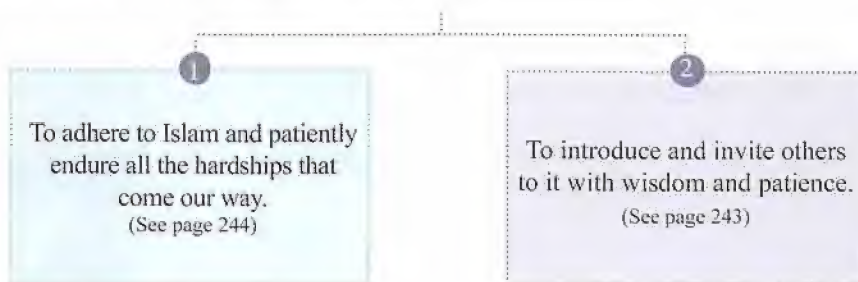 1
To adhere to Islam and patiently
endure all the hardships that
come our way.
(See page 244)
2
To introduce and invite others
to it with wisdom and patience.
(See page 243)